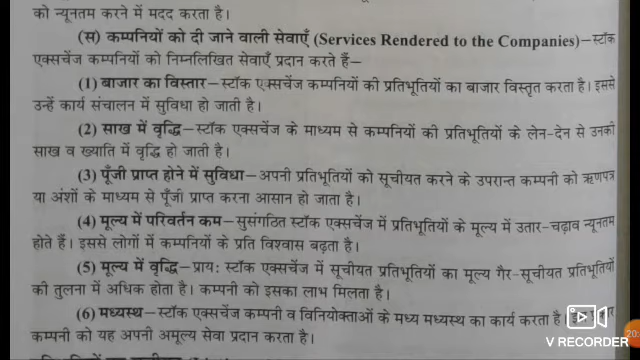 को न्यूनतम करने में मदद करता है।
(स) कम्पनियों को दी जाने वाली सेवाएँ (Services Rendered to the Companies)–स्टॉक
एक्सचेंज कम्पनियों को निम्नलिखित सेवाएँ प्रदान करते हैं–
(1) बाजार का विस्तार–स्टॉक एक्सचेंज कम्पनियों की प्रतिभूतियों का बाजार विस्तृत करता है। इससे
उन्हें कार्य संचालन में सुविधा हो जाती है।
(2) साख में वृद्धि–स्टॉक एक्सचेंज के माध्यम से कम्पनियों की प्रतिभूतियों के लेन-देन से उनकी
साख व ख्याति में वृद्धि हो जाती है।
(3) पूँजी प्राप्त होने में सुविधा–अपनी प्रतिभूतियों को सूचीयत करने के उपरान्त कम्पनी को ऋणपत्र
या अंशों के माध्यम से पूँजी प्राप्त करना आसान हो जाता है।
(4) मूल्य में परिवर्तन कम–सुसंगठित स्टॉक एक्सचेंज में प्रतिभूतियों के मूल्य में उतार-चढ़ाव न्यूनतम
होते हैं। इससे लोगों में कम्पनियों के प्रति विश्वास बढ़ता है।
(5) मूल्य में वृद्धि–प्राय: स्टॉक एक्सचेंज में सूचीयत प्रतिभूतियों का मूल्य गैर-सूचीयत प्रतिभूतियों
की तुलना में अधिक होता है। कम्पनी को इसका लाभ मिलता है।
(6) मध्यस्थ–स्टॉक एक्सचेंज कम्पनी व विनियोक्ताओं के मध्य मध्यस्थ का कार्य करता है।
कम्पनी को यह अपनी अमूल्य सेवा प्रदान करता है।
V RECORDER